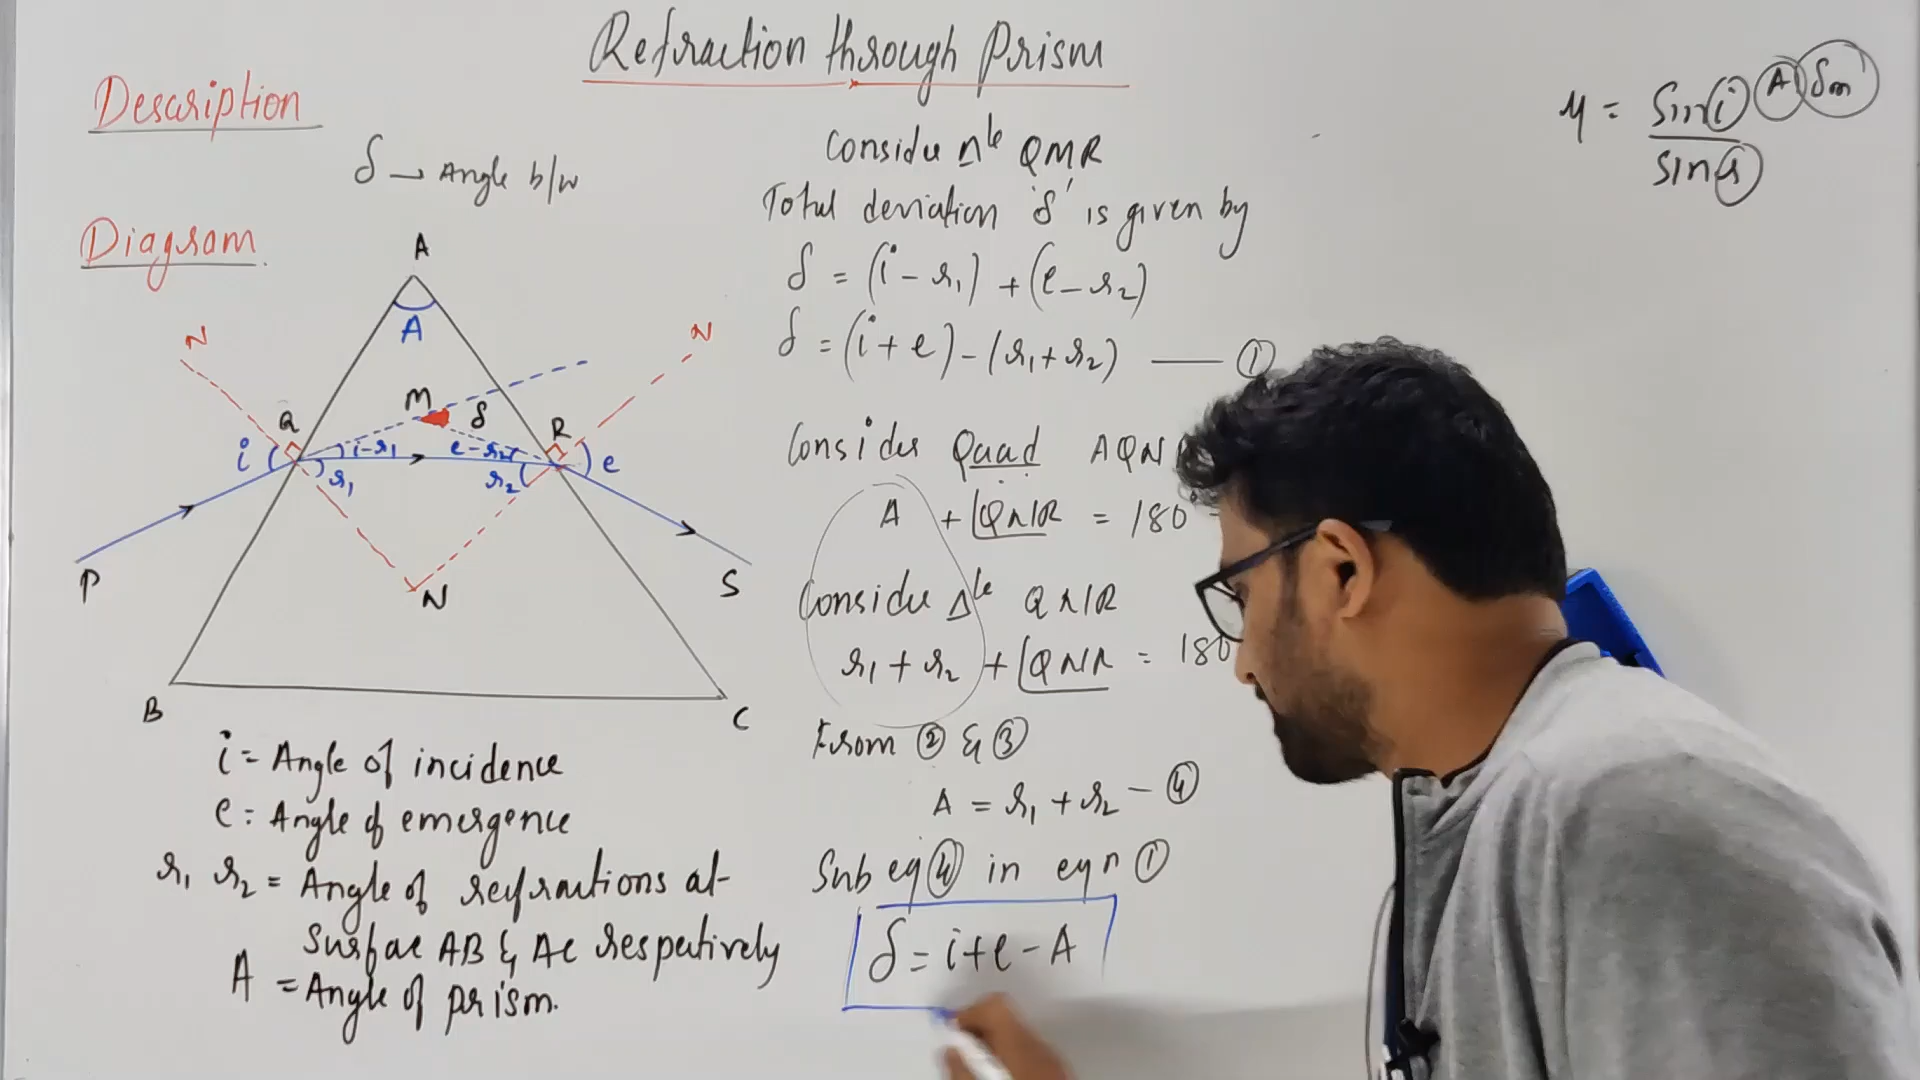 Refraction through Prism
Description
δ → Angle b/w
Diagram
A
A
N
N
M
δ
Q
R
i
i-r₁
e-r₂
e
r₁
r₂
P
N
S
B
C
i = Angle of incidence
e = Angle of emergence
r₁ r₂ = Angle of refractions at
Surface AB & AC respectively
A = Angle of prism.
Consider Δle QMR
Total deviation 'δ' is given by
δ = (i - r₁) + (e - r₂)
δ = (i + e) - (r₁ + r₂) — ①
Consider Quad AQN
A + ∠QNR = 180°
Consider Δle QNR
r₁ + r₂ + ∠QNR = 180
From ② & ③
A = r₁ + r₂ - ④
Sub eq ④ in eqn ①
δ = i + e - A
μ = Sin i / Sin r
A
δm